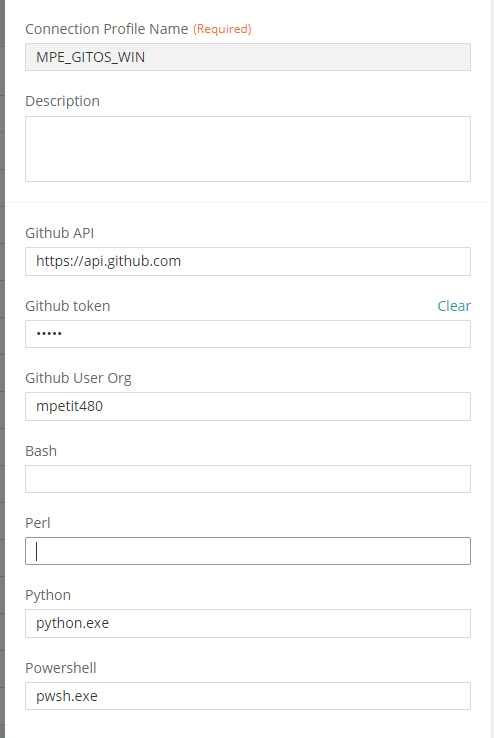 Connection Profile Name (Required)
MPE_GITOS_WIN
Description
Github API
https://api.github.com
Github token Clear
•••••
Github User Org
mpetit480
Bash
Perl
Python
python.exe
Powershell
pwsh.exe